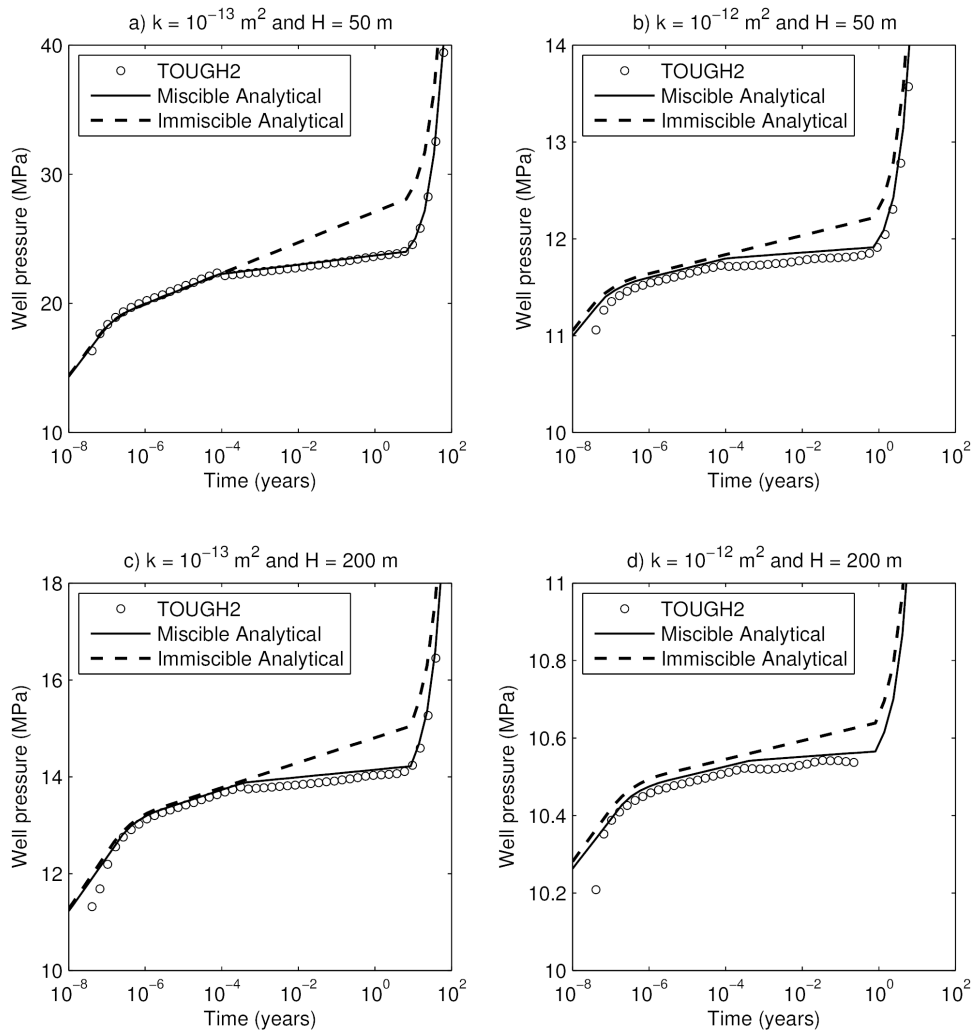 a) k = 10⁻¹³ m² and H = 50 m
40
30
20
10
Well pressure (MPa)
TOUGH2
Miscible Analytical
Immiscible Analytical
10⁻⁸ 10⁻⁶ 10⁻⁴ 10⁻² 10⁰ 10²
Time (years)
b) k = 10⁻¹² m² and H = 50 m
14
13
12
11
10
Well pressure (MPa)
TOUGH2
Miscible Analytical
Immiscible Analytical
10⁻⁸ 10⁻⁶ 10⁻⁴ 10⁻² 10⁰ 10²
Time (years)
c) k = 10⁻¹³ m² and H = 200 m
18
16
14
12
10
Well pressure (MPa)
TOUGH2
Miscible Analytical
Immiscible Analytical
10⁻⁸ 10⁻⁶ 10⁻⁴ 10⁻² 10⁰ 10²
Time (years)
d) k = 10⁻¹² m² and H = 200 m
11
10.8
10.6
10.4
10.2
10
Well pressure (MPa)
TOUGH2
Miscible Analytical
Immiscible Analytical
10⁻⁸ 10⁻⁶ 10⁻⁴ 10⁻² 10⁰ 10²
Time (years)